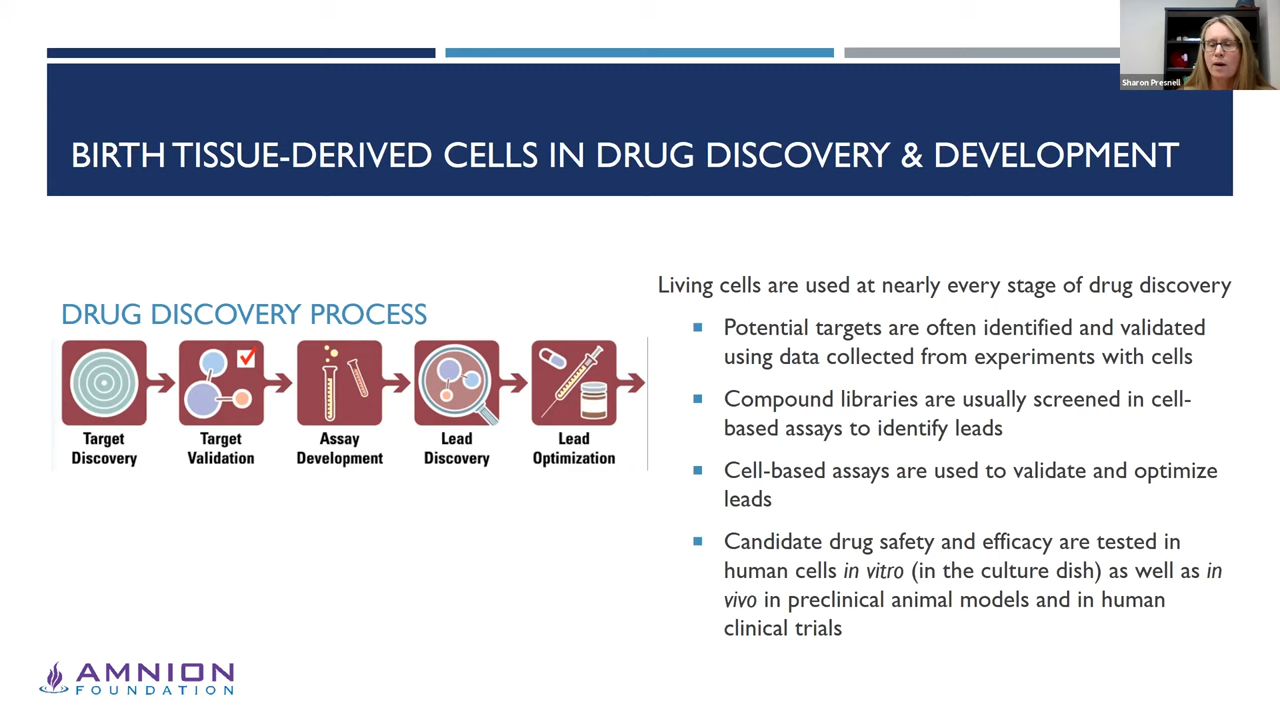 Sharon Presnell
BIRTH TISSUE-DERIVED CELLS IN DRUG DISCOVERY & DEVELOPMENT
DRUG DISCOVERY PROCESS
Target Discovery
Target Validation
Assay Development
Lead Discovery
Lead Optimization
Living cells are used at nearly every stage of drug discovery
Potential targets are often identified and validated
using data collected from experiments with cells
Compound libraries are usually screened in cell-
based assays to identify leads
Cell-based assays are used to validate and optimize
leads
Candidate drug safety and efficacy are tested in
human cells in vitro (in the culture dish) as well as in
vivo in preclinical animal models and in human
clinical trials
AMNION
FOUNDATION